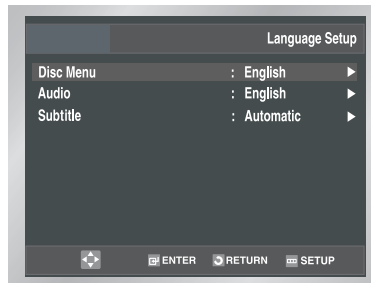 Language Setup
Disc Menu : English
Audio : English
Subtitle : Automatic
ENTER RETURN SETUP